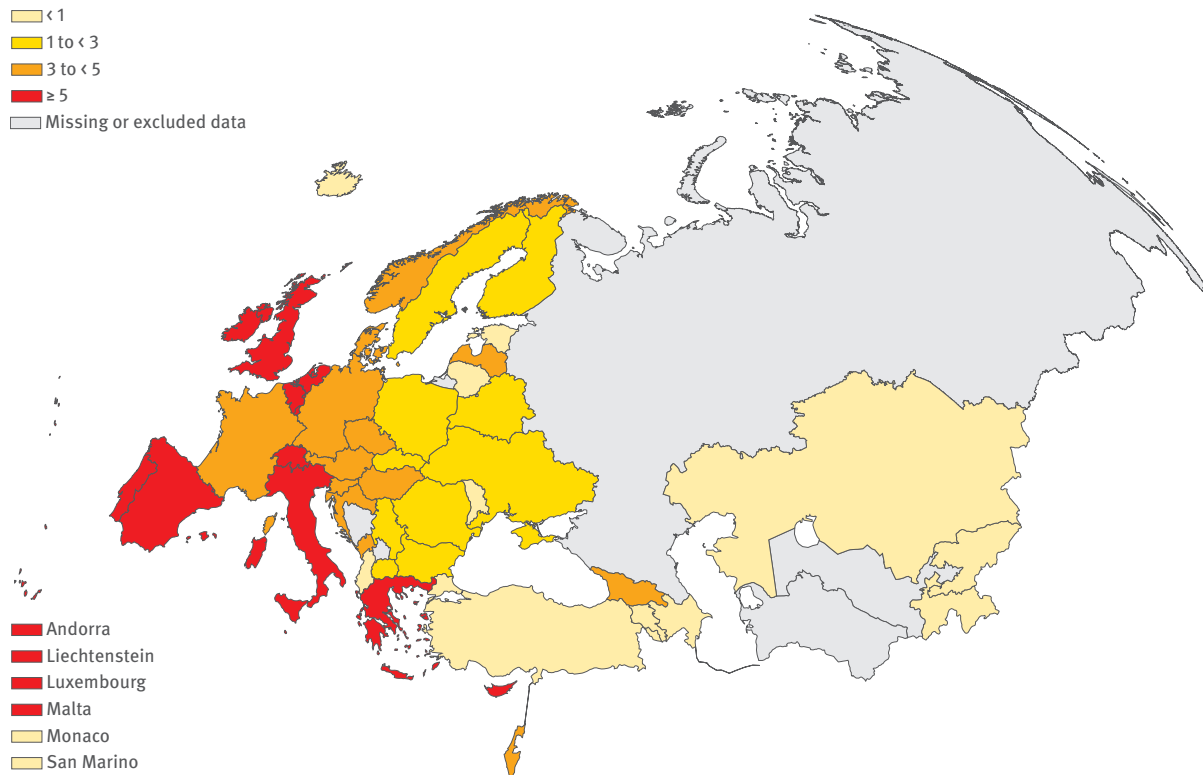 < 1
1 to < 3
3 to < 5
≥ 5
Missing or excluded data
Andorra
Liechtenstein
Luxembourg
Malta
Monaco
San Marino